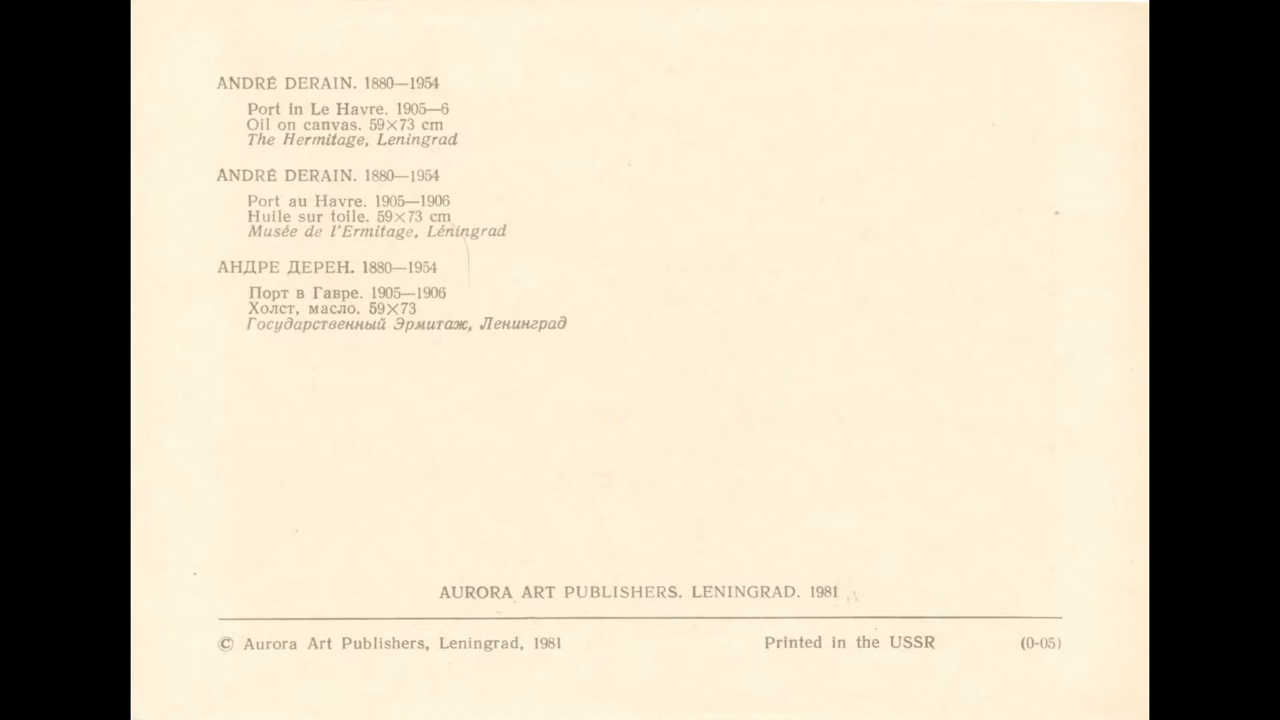 ANDRÉ DERAIN. 1880—1954
Port in Le Havre. 1905—6
Oil on canvas. 59×73 cm
The Hermitage, Leningrad
ANDRÉ DERAIN. 1880—1954
Port au Havre. 1905—1906
Huile sur toile. 59×73 cm
Musée de l'Ermitage, Léningrad
АНДРЕ ДЕРЕН. 1880—1954
Порт в Гавре. 1905—1906
Холст, масло. 59×73
Государственный Эрмитаж, Ленинград
AURORA ART PUBLISHERS. LENINGRAD. 1981
© Aurora Art Publishers, Leningrad, 1981 Printed in the USSR (0-05)